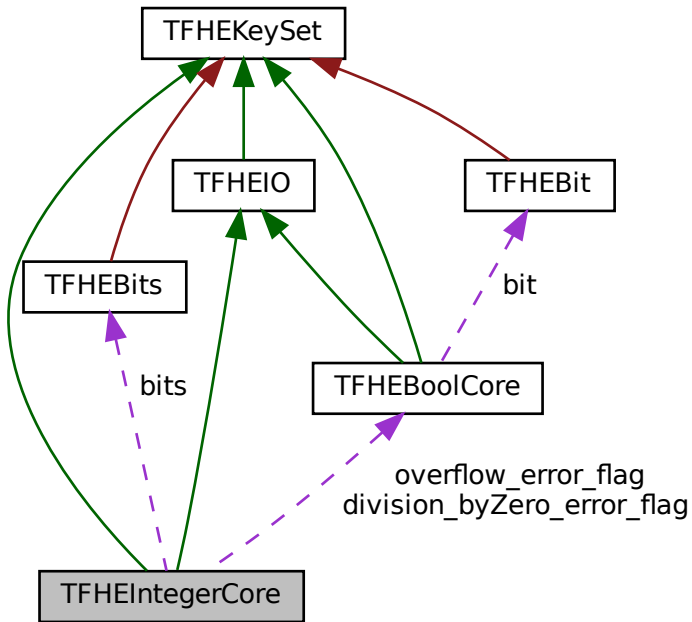 TFHEKeySet
TFHEIO
TFHEBit
TFHEBits
bit
bits
TFHEBoolCore
overflow_error_flag
division_byZero_error_flag
TFHEIntegerCore